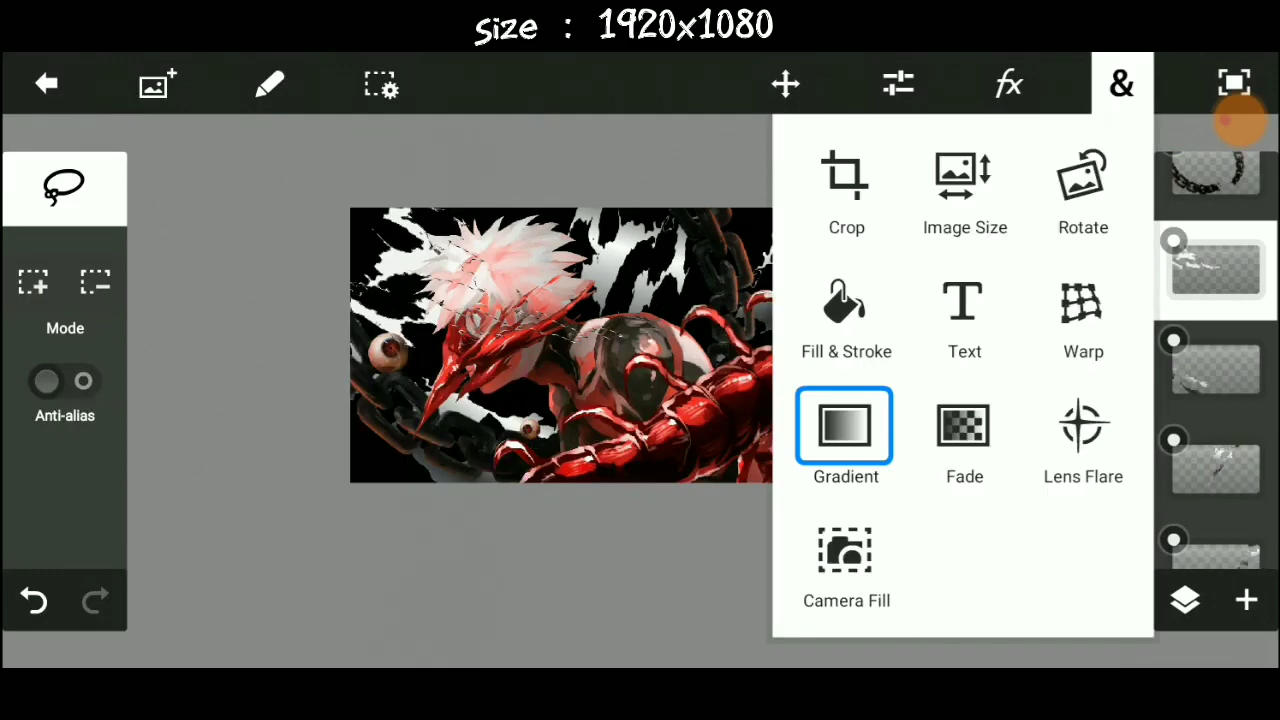 size : 1920x1080
fx
&
Crop
Image Size
Rotate
Mode
Fill & Stroke
Text
Warp
Anti-alias
Gradient
Fade
Lens Flare
Camera Fill